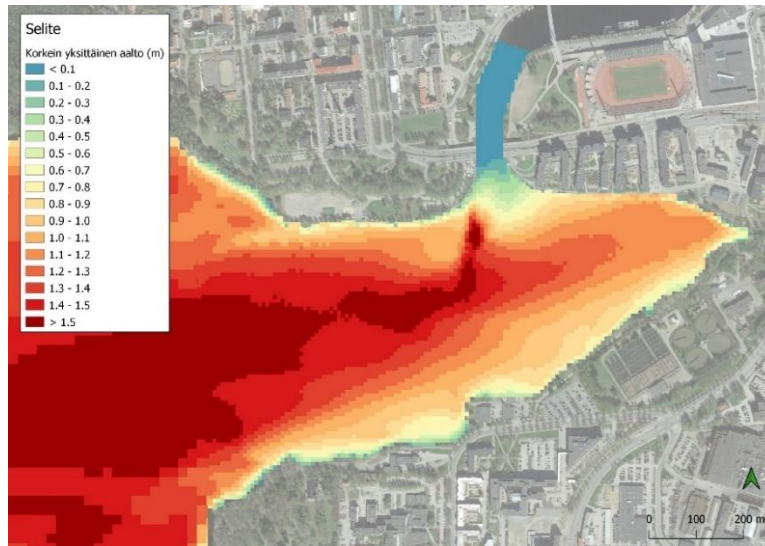 Selite
Korkein yksittäinen aalto (m)
< 0.1
0.1 - 0.2
0.2 - 0.3
0.3 - 0.4
0.4 - 0.5
0.5 - 0.6
0.6 - 0.7
0.7 - 0.8
0.8 - 0.9
0.9 - 1.0
1.0 - 1.1
1.1 - 1.2
1.2 - 1.3
1.3 - 1.4
1.4 - 1.5
> 1.5
0 100 200 m